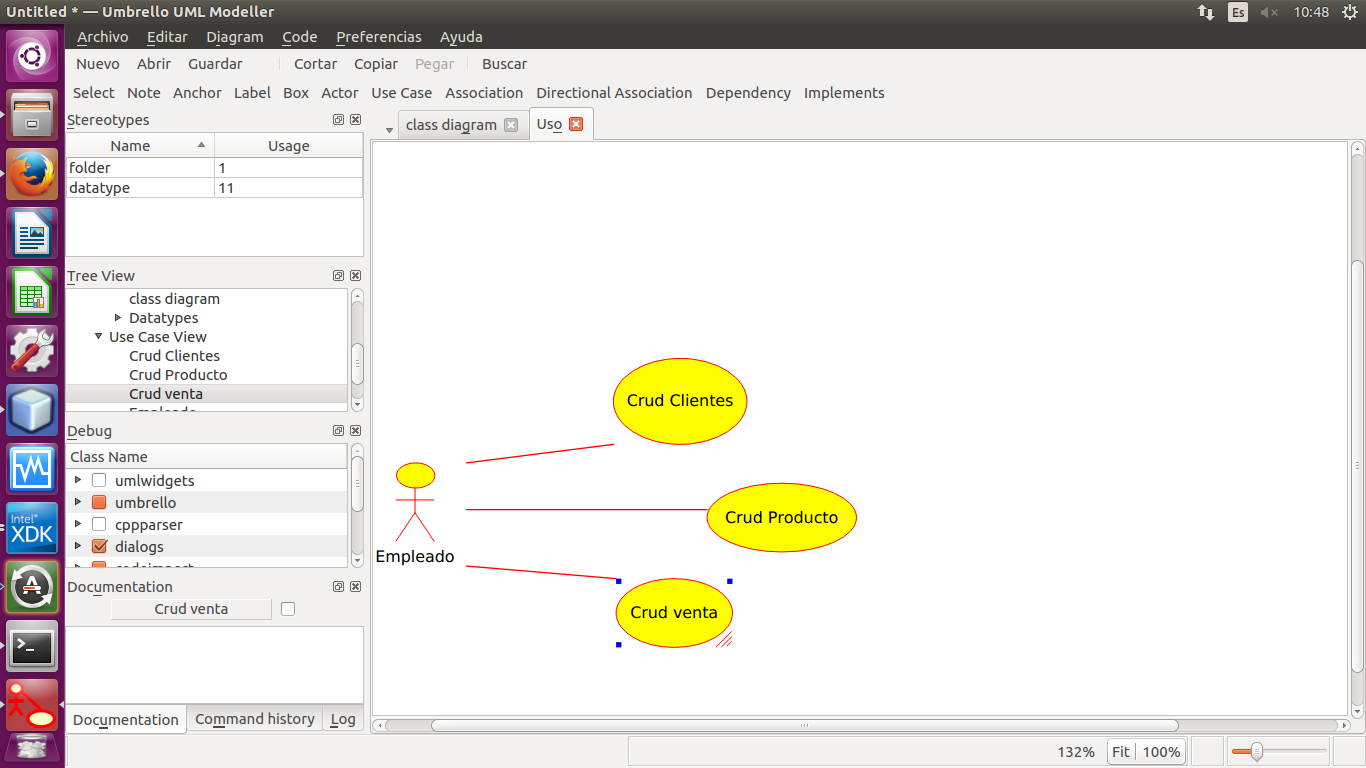 Untitled * — Umbrello UML Modeller
Es
10:48
Archivo Editar Diagram Code Preferencias Ayuda
Nuevo Abrir Guardar Cortar Copiar Pegar Buscar
Select Note Anchor Label Box Actor Use Case Association Directional Association Dependency Implements
Stereotypes
Name Usage
folder 1
datatype 11
Tree View
class diagram
Datatypes
Use Case View
Crud Clientes
Crud Producto
Crud venta
Empleado
Debug
Class Name
umlwidgets
umbrello
cppparser
dialogs
codeimport
Documentation
Crud venta
Documentation Command history Log
class diagram Uso
Crud Clientes
Crud Producto
Empleado
Crud venta
132% Fit 100%
Intel®
XDK